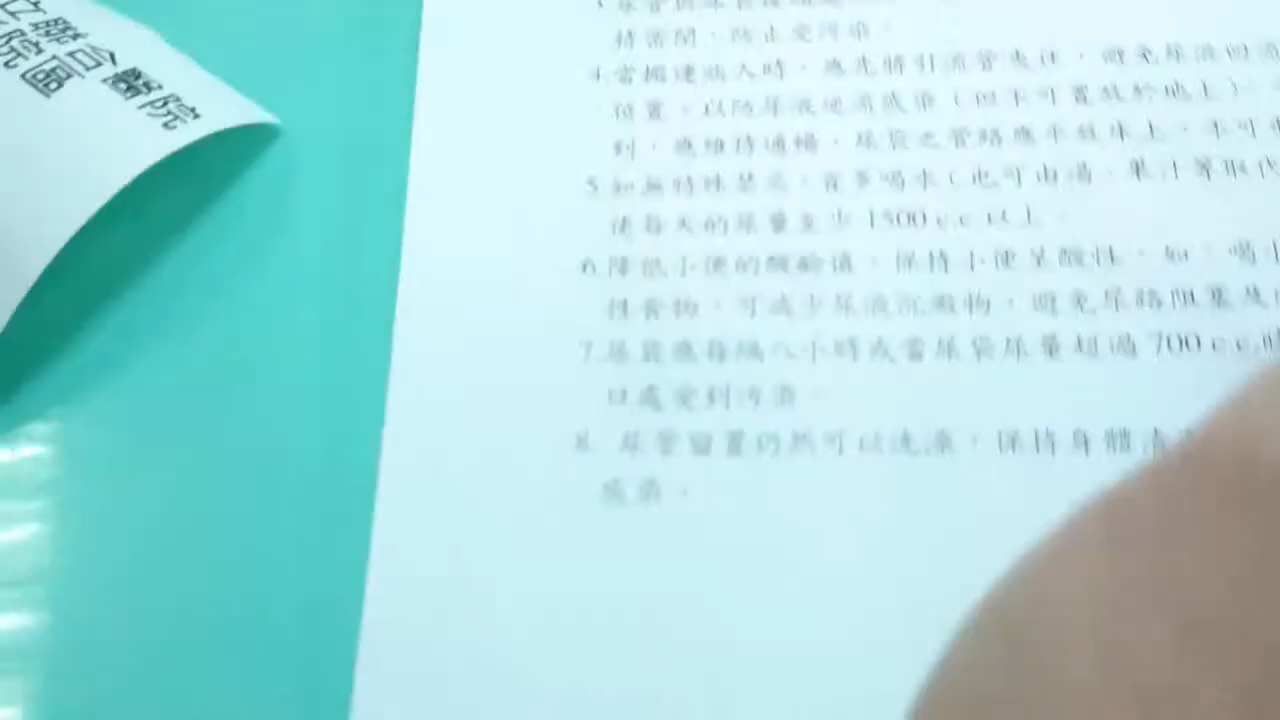 立聯合醫院
院區
持密閉,防止受污染。
4.當搬運病人時,應先將引流管夾住,避免尿液回流
位置,以防尿液逆流感染(但不可置放於地上)
到,應維持通暢,尿袋之管路應平放床上,不可
5.如無特殊禁忌,宜多喝水(也可由湯、果汁等取代
使每天的尿量至少 1500 c.c.以上。
6.降低小便的酸鹼值,保持小便呈酸性,如:喝
性食物,可減少尿液沉澱物,避免尿路阻塞及
7.尿袋應每隔八小時或當尿袋尿量超過 700 c.c.時
口處受到污染。
8. 尿管留置仍然可以洗澡,保持身體清
感染。